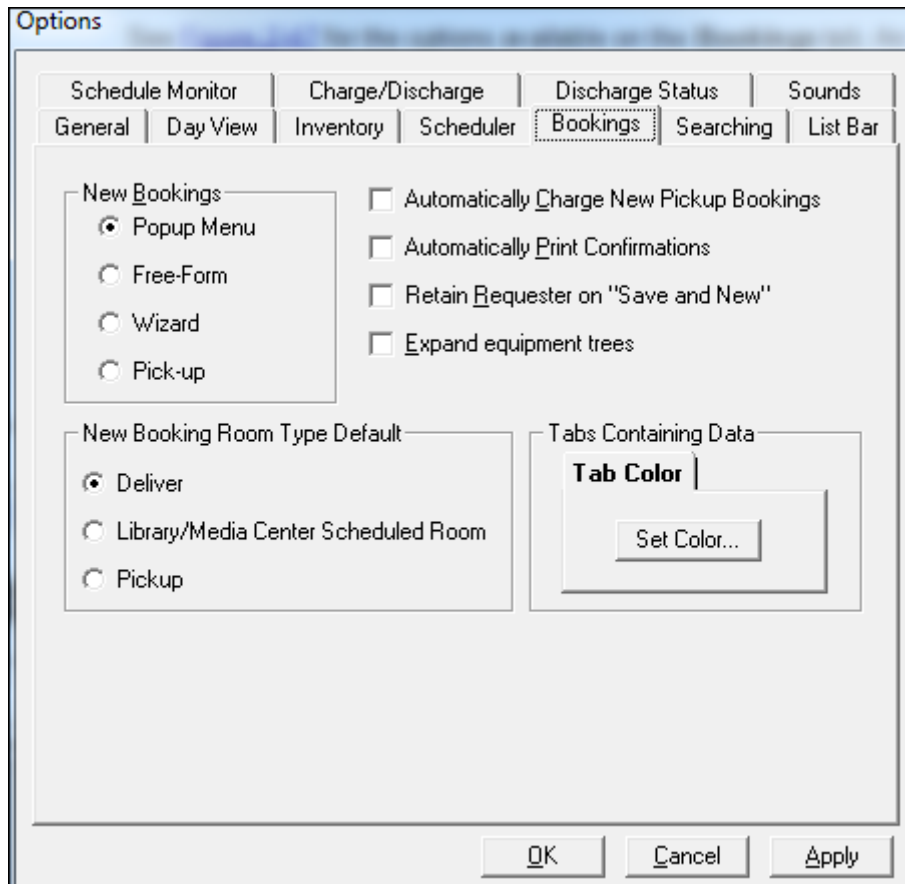 Options
Schedule Monitor Charge/Discharge Discharge Status Sounds
General Day View Inventory Scheduler Bookings Searching List Bar
New Bookings
Popup Menu
Free-Form
Wizard
Pick-up
Automatically Charge New Pickup Bookings
Automatically Print Confirmations
Retain Requester on "Save and New"
Expand equipment trees
New Booking Room Type Default
Deliver
Library/Media Center Scheduled Room
Pickup
Tabs Containing Data
Tab Color
Set Color...
OK Cancel Apply